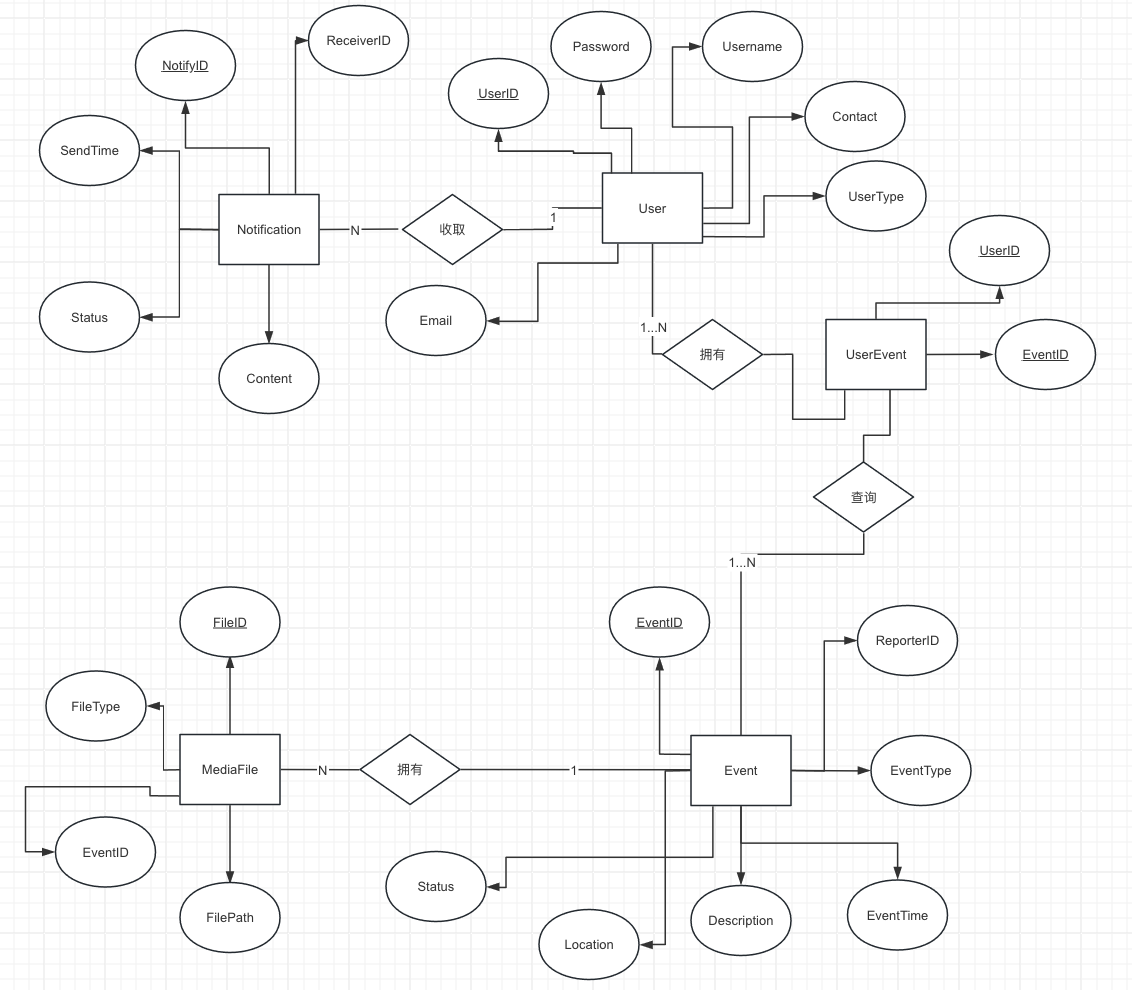 ReceiverID
NotifyID
Password
Username
UserID
Contact
SendTime
UserType
User
Notification
N
收取
1
UserID
Status
Email
1...N
拥有
UserEvent
EventID
Content
查询
1...N
FileID
EventID
ReporterID
FileType
MediaFile
N
拥有
1
Event
EventType
EventID
Status
FilePath
Description
EventTime
Location